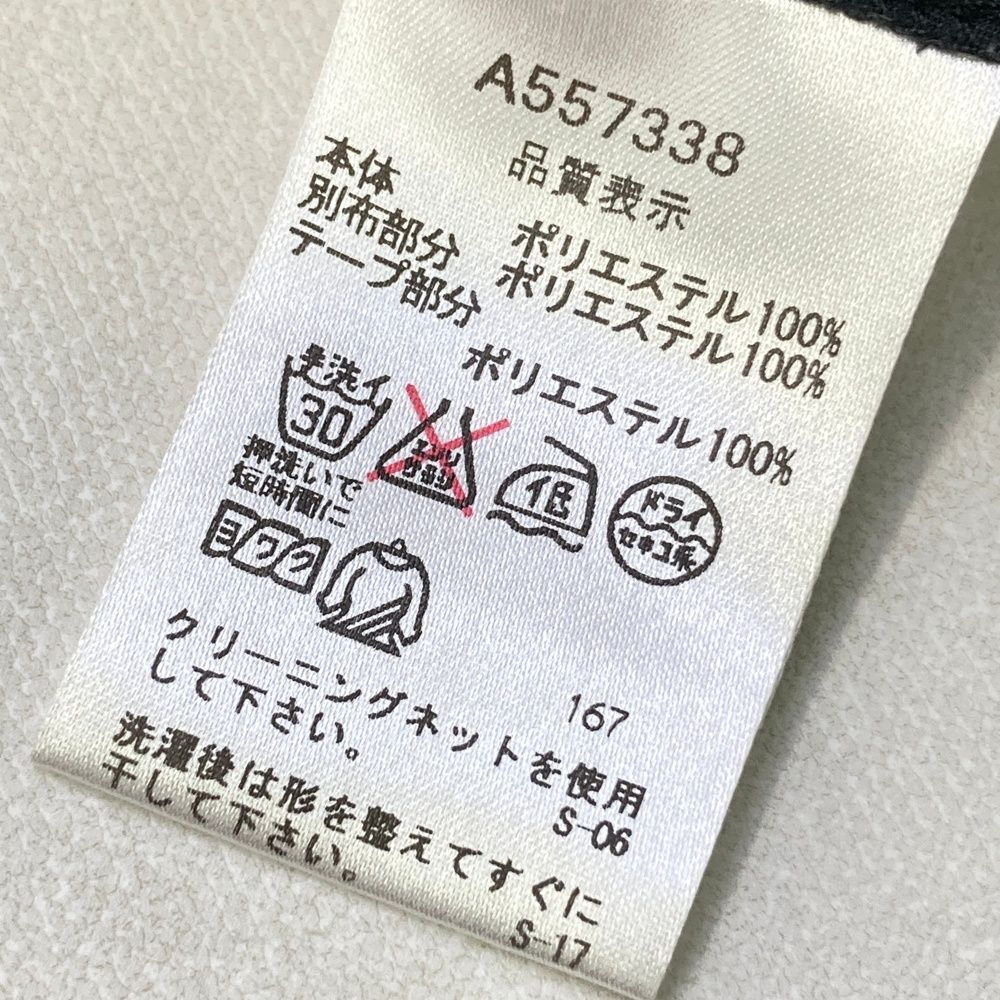 A557338
品質表示
本体 ポリエステル100%
別布部分 ポリエステル100%
テープ部分
ポリエステル100%
手洗イ
30
エンソサラシ
低
ドライ
セキユ系
押洗いで
短時間に
ヨワク
167
クリーニングネットを使用
して下さい。
S-06
洗濯後は形を整えてすぐに
干して下さい。
S-17